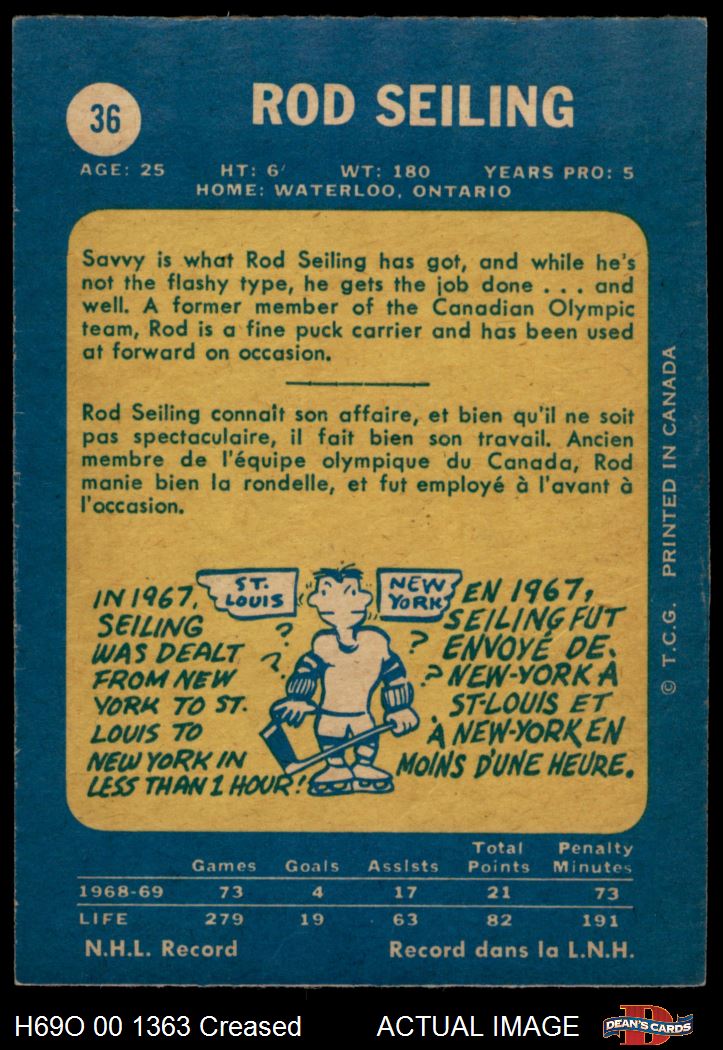 36
ROD SEILING
AGE: 25 HT: 6′ WT: 180 YEARS PRO: 5
HOME: WATERLOO, ONTARIO
Savvy is what Rod Seiling has got, and while he's
not the flashy type, he gets the job done . . . and
well. A former member of the Canadian Olympic
team, Rod is a fine puck carrier and has been used
at forward on occasion.
Rod Seiling connaît son affaire, et bien qu'il ne soit
pas spectaculaire, il fait bien son travail. Ancien
membre de l'équipe olympique du Canada, Rod
manie bien la rondelle, et fut employé à l'avant à
l'occasion.
IN 1967,
SEILING
WAS DEALT
FROM NEW
YORK TO ST.
LOUIS TO
NEW YORK IN
LESS THAN 1 HOUR!
ST.
LOUIS
NEW
YORK
? ? ? ?
EN 1967,
SEILING FUT
ENVOYÉ DE
NEW-YORK À
ST-LOUIS ET
À NEW-YORK EN
MOINS D'UNE HEURE.
© T.C.G. PRINTED IN CANADA
Games Goals Assists Total Points Penalty Minutes
1968-69 73 4 17 21 73
LIFE 279 19 63 82 191
N.H.L. Record Record dans la L.N.H.
H69O 00 1363 Creased ACTUAL IMAGE
D
DEAN'S CARDS